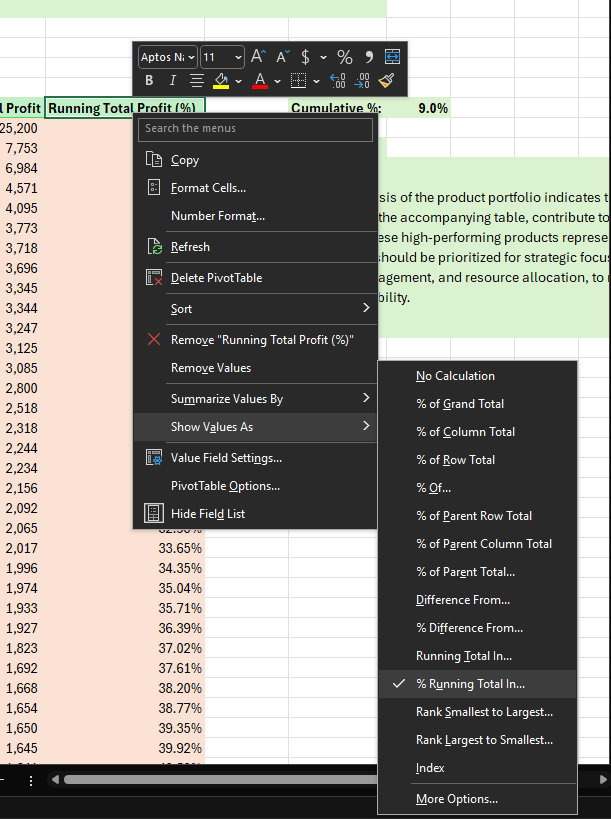 Aptos Na 11 A A $ % 9
B I A .00 .00
l Profit Running Total Profit (%) Cumulative %: 9.0%
25,200
Search the menus
7,753
Copy
6,984
4,571
Format Cells...
sis of the product portfolio indicates t
4,095
Number Format...
the accompanying table, contribute to
3,773
ese high-performing products represe
3,718
Refresh
should be prioritized for strategic focus
3,696
Delete PivotTable
agement, and resource allocation, to
3,345
bility.
3,344
Sort
3,247
Remove "Running Total Profit (%)"
3,125
Remove Values
3,085
No Calculation
2,800
Summarize Values By
% of Grand Total
2,518
Show Values As
% of Column Total
2,318
2,244
Value Field Settings...
% of Row Total
2,234
PivotTable Options...
% Of...
2,156
Hide Field List
% of Parent Row Total
2,092
2,065
2,017 33.65%
% of Parent Column Total
1,996 34.35%
% of Parent Total...
1,974 35.04%
Difference From...
1,933 35.71%
1,927 36.39%
% Difference From...
1,823 37.02%
Running Total In...
1,692 37.61%
% Running Total In...
1,668 38.20%
1,654 38.77%
Rank Smallest to Largest...
1,650 39.35%
Rank Largest to Smallest...
1,645 39.92%
Index
More Options...